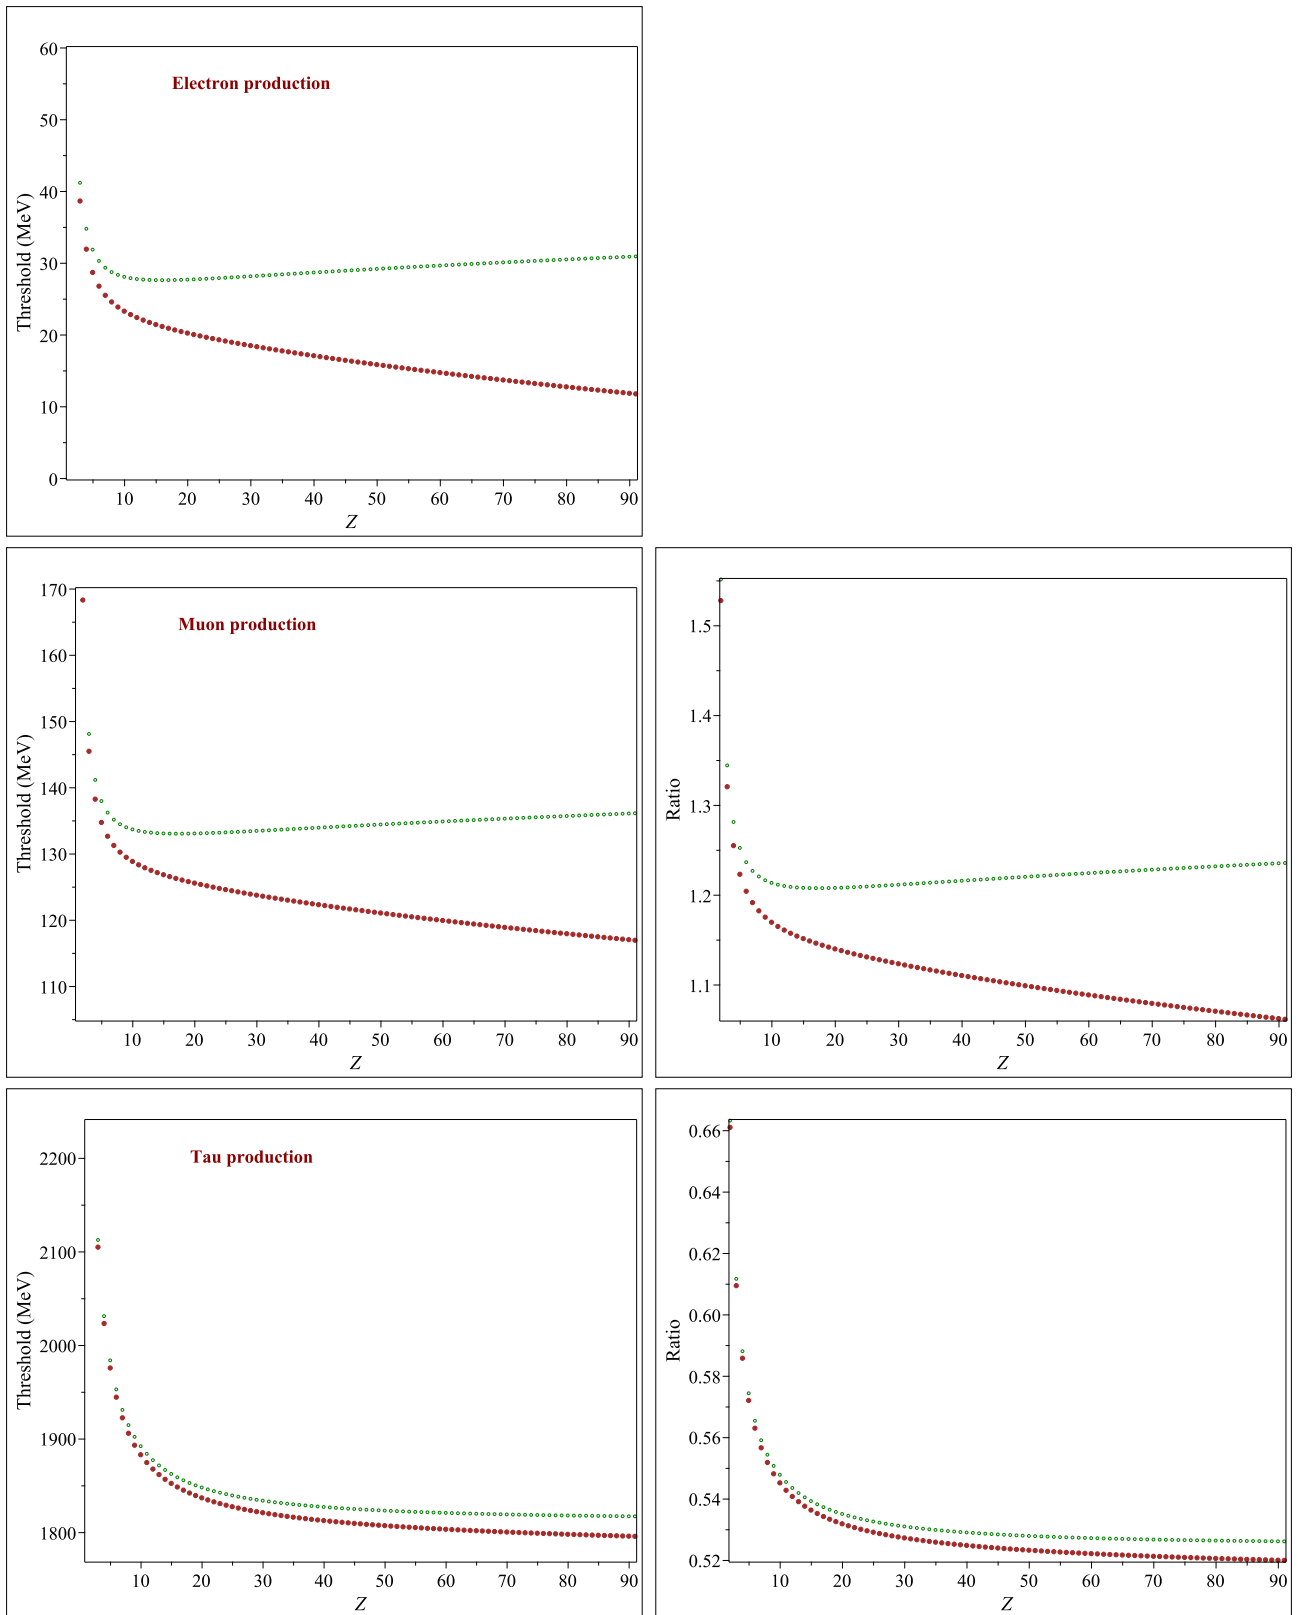 Electron production
60
50
40
30
20
10
0
Threshold (MeV)
10 20 30 40 50 60 70 80 90
Z
Muon production
170
160
150
140
130
120
110
Threshold (MeV)
10 20 30 40 50 60 70 80 90
Z
1.5
1.4
1.3
1.2
1.1
Ratio
10 20 30 40 50 60 70 80 90
Z
Tau production
2200
2100
2000
1900
1800
Threshold (MeV)
10 20 30 40 50 60 70 80 90
Z
0.66
0.64
0.62
0.60
0.58
0.56
0.54
0.52
Ratio
10 20 30 40 50 60 70 80 90
Z